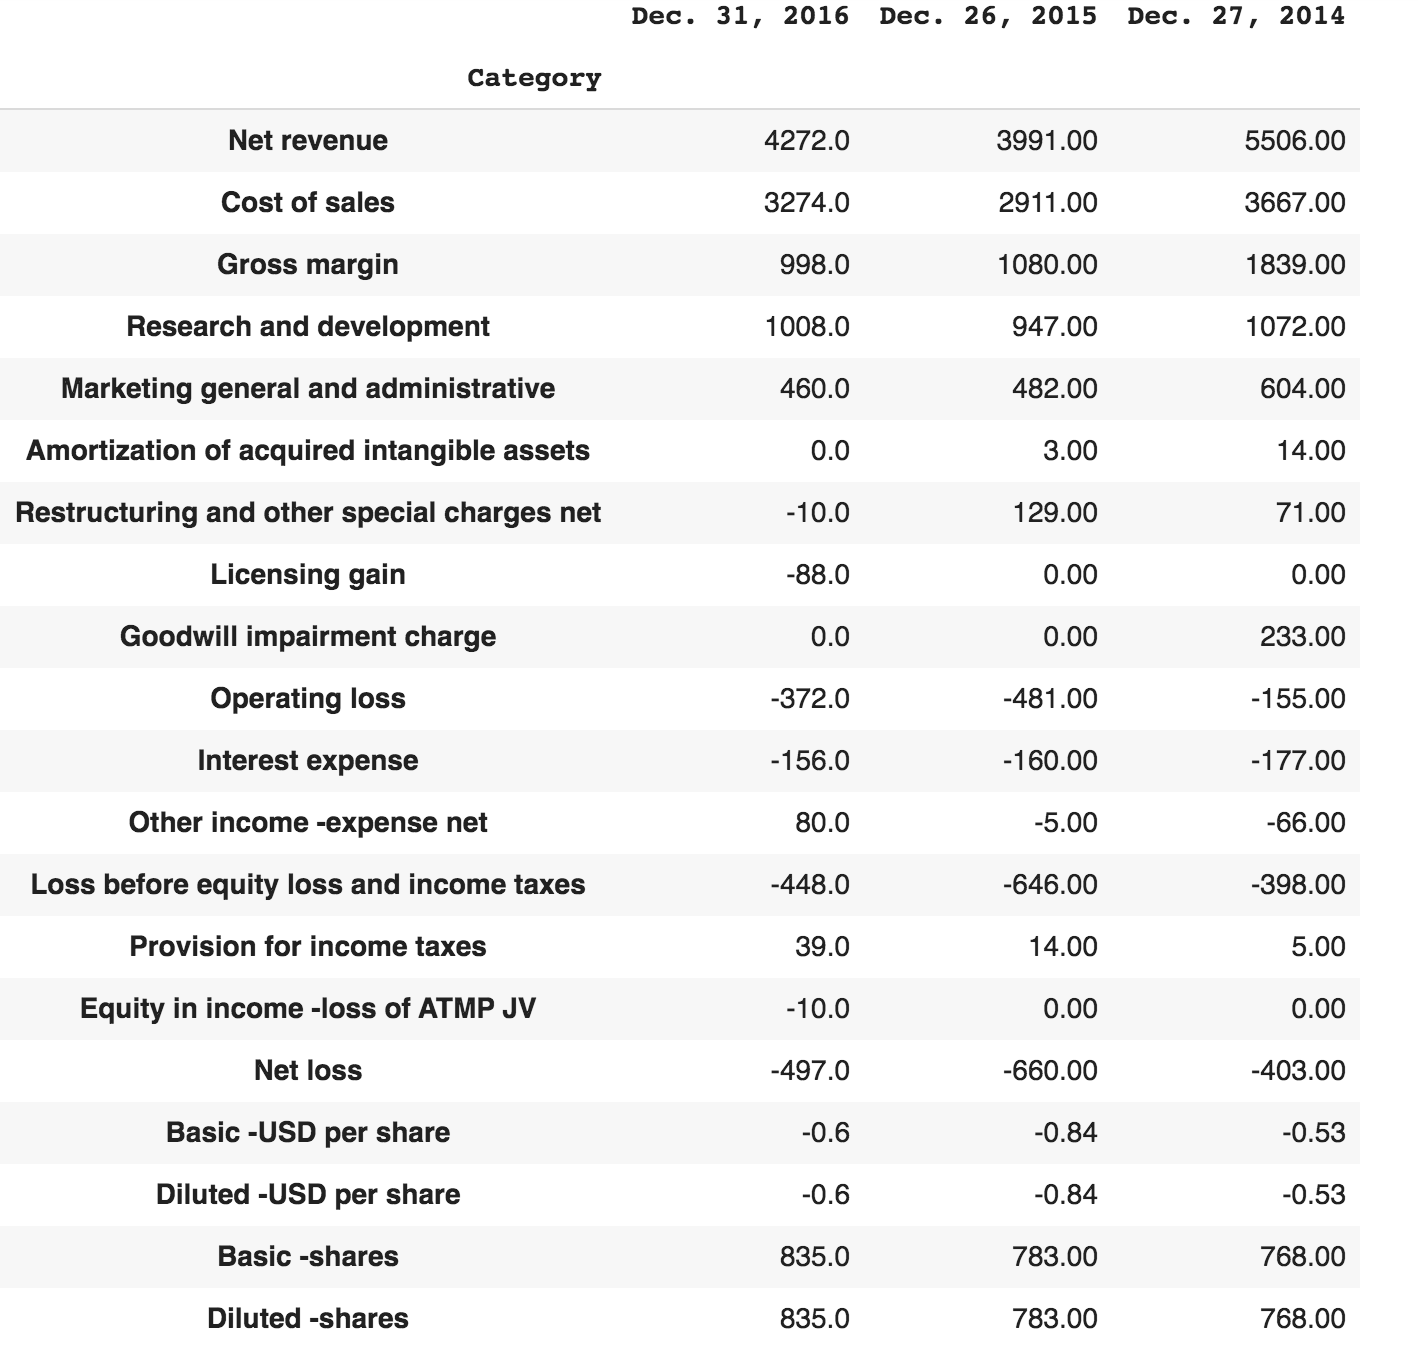 Dec. 31, 2016 Dec. 26, 2015 Dec. 27, 2014
Category
Net revenue 4272.0 3991.00 5506.00
Cost of sales 3274.0 2911.00 3667.00
Gross margin 998.0 1080.00 1839.00
Research and development 1008.0 947.00 1072.00
Marketing general and administrative 460.0 482.00 604.00
Amortization of acquired intangible assets 0.0 3.00 14.00
Restructuring and other special charges net -10.0 129.00 71.00
Licensing gain -88.0 0.00 0.00
Goodwill impairment charge 0.0 0.00 233.00
Operating loss -372.0 -481.00 -155.00
Interest expense -156.0 -160.00 -177.00
Other income -expense net 80.0 -5.00 -66.00
Loss before equity loss and income taxes -448.0 -646.00 -398.00
Provision for income taxes 39.0 14.00 5.00
Equity in income -loss of ATMP JV -10.0 0.00 0.00
Net loss -497.0 -660.00 -403.00
Basic -USD per share -0.6 -0.84 -0.53
Diluted -USD per share -0.6 -0.84 -0.53
Basic -shares 835.0 783.00 768.00
Diluted -shares 835.0 783.00 768.00